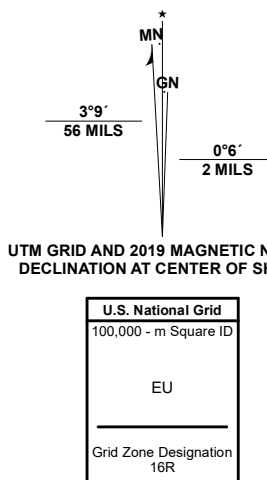 ★
MN
GN
3°9´
56 MILS
0°6´
2 MILS
UTM GRID AND 2019 MAGNETIC
DECLINATION AT CENTER OF
U.S. National Grid
100,000 - m Square ID
EU
Grid Zone Designation
16R